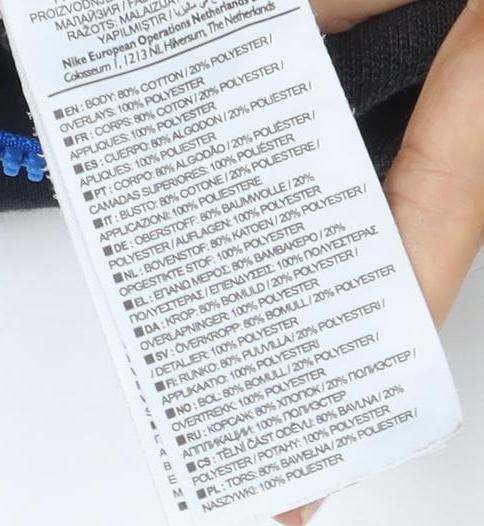 PROIZVODNJE
МАЛАЙЗИЯ /
RAŽOTS: MALAIZIJĀ
YAPILMIŞTIR /
Nike European Operations Netherlands
Colosseum 1, 1213 NL Hilversum, The Netherlands
■ EN : BODY: 80% COTTON / 20% POLYESTER /
OVERLAYS: 100% POLYESTER
■ FR : CORPS: 80% COTON / 20% POLYESTER /
APPLIQUES: 100% POLYESTER
■ ES : CUERPO: 80% ALGODON / 20% POLIESTER /
APLIQUES: 100% POLIESTER
■ PT : CORPO: 80% ALGODÃO / 20% POLIÉSTER /
CAMADAS SUPERIORES: 100% POLIÉSTER
■ IT : BUSTO: 80% COTONE / 20% POLIESTERE /
APPLICAZIONI: 100% POLIESTERE
■ DE : OBERSTOFF: 80% BAUMWOLLE / 20%
POLYESTER / AUFLAGEN: 100% POLYESTER
■ NL : BOVENSTOF: 80% KATOEN / 20% POLYESTER /
OPGESTIKTE STOF: 100% POLYESTER
■ EL : ΕΠΑΝΩ ΜΕΡΟΣ: 80% ΒΑΜΒΑΚΕΡΟ / 20%
ΠΟΛΥΕΣΤΕΡΑΣ / ΕΠΕΝΔΥΣΕΙΣ: 100% ΠΟΛΥΕΣΤΕΡΑΣ
■ DA : KROP: 80% BOMULD / 20% POLYESTER /
OVERLAPNINGER: 100% POLYESTER
■ SV : ÖVERKROPP: 80% BOMULL / 20% POLYESTER
/ DETALJER: 100% POLYESTER
■ FI : RUNKO: 80% PUUVILLA / 20% POLYESTERI /
APPLIKAATIO: 100% POLYESTERI
■ NO : BOL: 80% BOMULL / 20% POLYESTER /
OVERTREKK: 100% POLYESTER
■ RU : КОРСАЖ: 80% ХЛОПОК / 20% ПОЛИЭСТЕР /
АППЛИКАЦИИ: 100% ПОЛИЭСТЕР
■ CS : TĚLNÍ ČÁST ODĚVU: 80% BAVLNA / 20%
POLYESTER / POTAHY: 100% POLYESTER
■ PL : TORS: 80% BAWEŁNA / 20% POLIESTER /
NASZYWKI: 100% POLIESTER